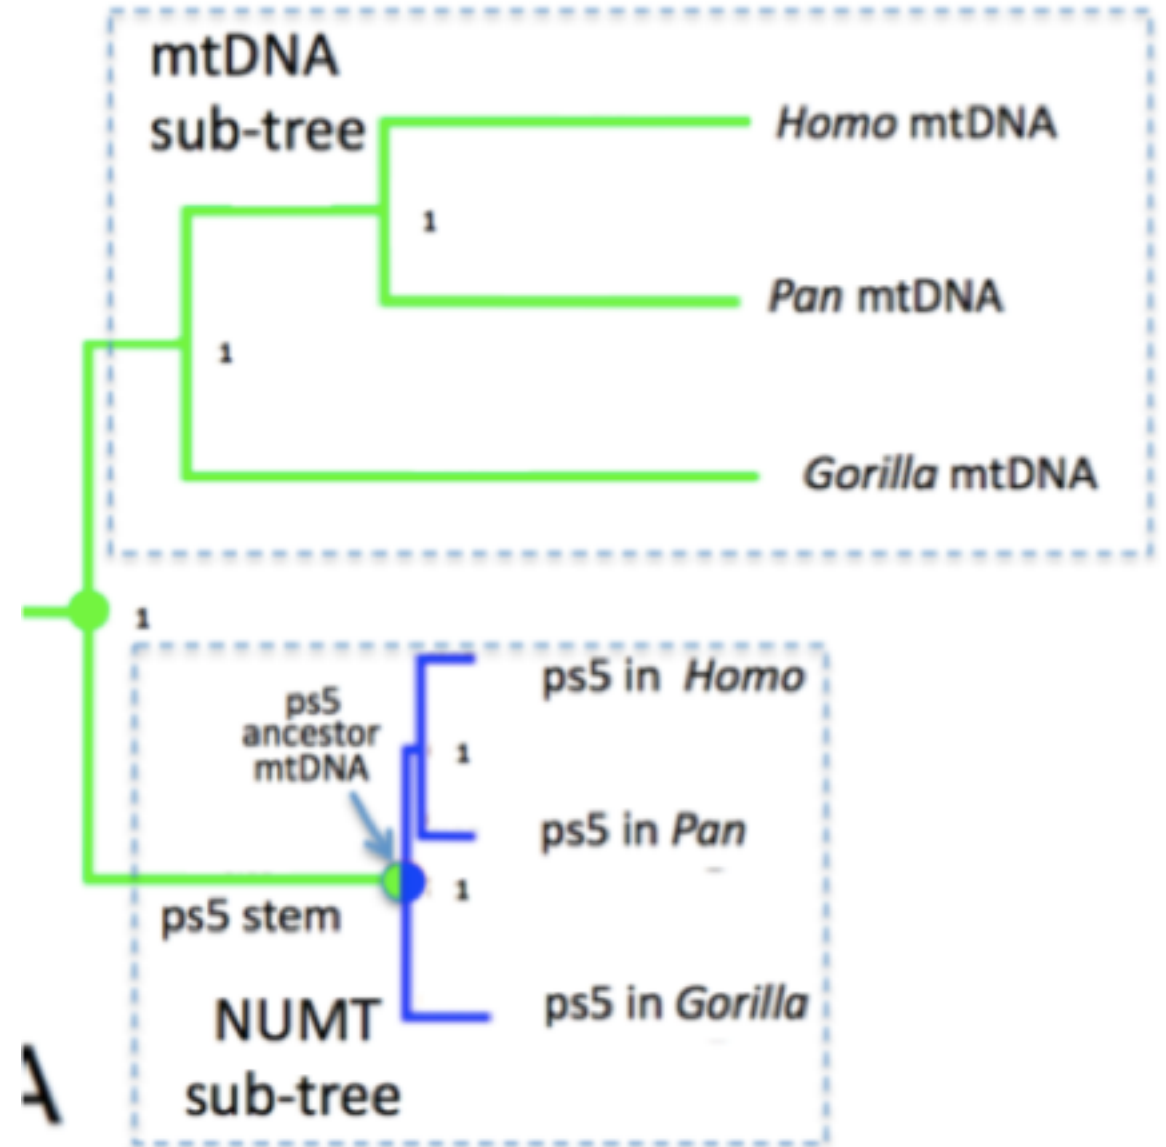 mtDNA
sub-tree
Homo mtDNA
1
Pan mtDNA
1
Gorilla mtDNA
1
ps5 in Homo
ps5
ancestor
mtDNA
1
ps5 in Pan
1
ps5 stem
ps5 in Gorilla
NUMT
sub-tree
A